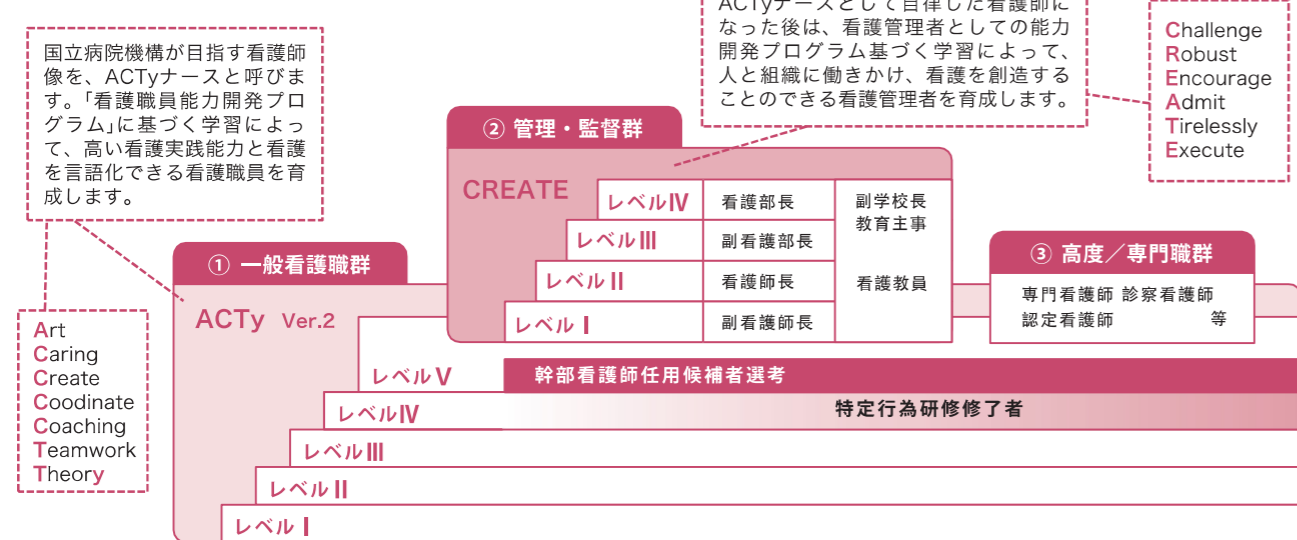 国立病院機構が目指す看護師
像を、ACTyナースと呼びま
す。「看護職員能力開発プロ
グラム」に基づく学習によっ
て、高い看護実践能力と看護
を言語化できる看護職員を育
成します。
ACTyナースとして自律した看護師に
なった後は、看護管理者としての能力
開発プログラム基づく学習によって、
人と組織に働きかけ、看護を創造する
ことのできる看護管理者を育成します。
Challenge
Robust
Encourage
Admit
Tirelessly
Execute
② 管理・監督群
CREATE
レベルⅣ 看護部長 副学校長
教育主事
レベルⅢ 副看護部長
レベルⅡ 看護師長 看護教員
レベルⅠ 副看護師長
③ 高度／専門職群
専門看護師 診察看護師
認定看護師 等
① 一般看護職群
ACTy Ver.2
Art
Caring
Create
Coodinate
Coaching
Teamwork
Theory
レベルⅤ 幹部看護師任用候補者選考
レベルⅣ 特定行為研修修了者
レベルⅢ
レベルⅡ
レベルⅠ